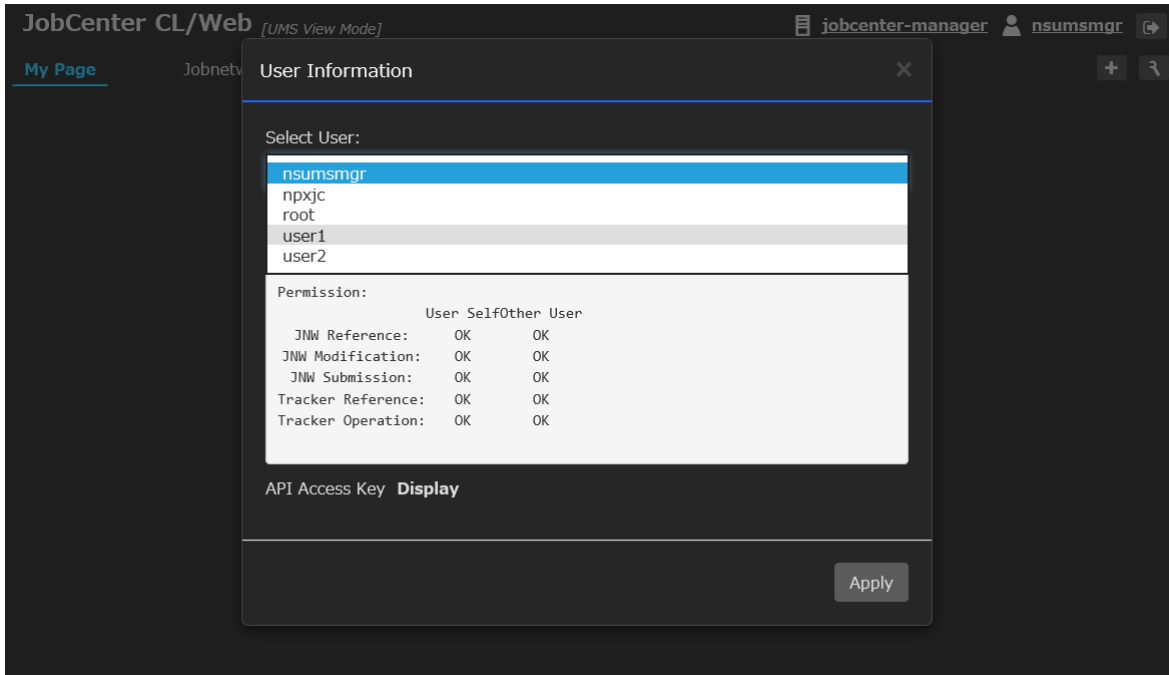 JobCenter CL/Web [UMS View Mode] jobcenter-manager nsumsmgr
My Page Jobnetw
User Information ×
Select User:
nsumsmgr
npxjc
root
user1
user2
Permission:
User SelfOther User
JNW Reference: OK OK
JNW Modification: OK OK
JNW Submission: OK OK
Tracker Reference: OK OK
Tracker Operation: OK OK
API Access Key Display
Apply